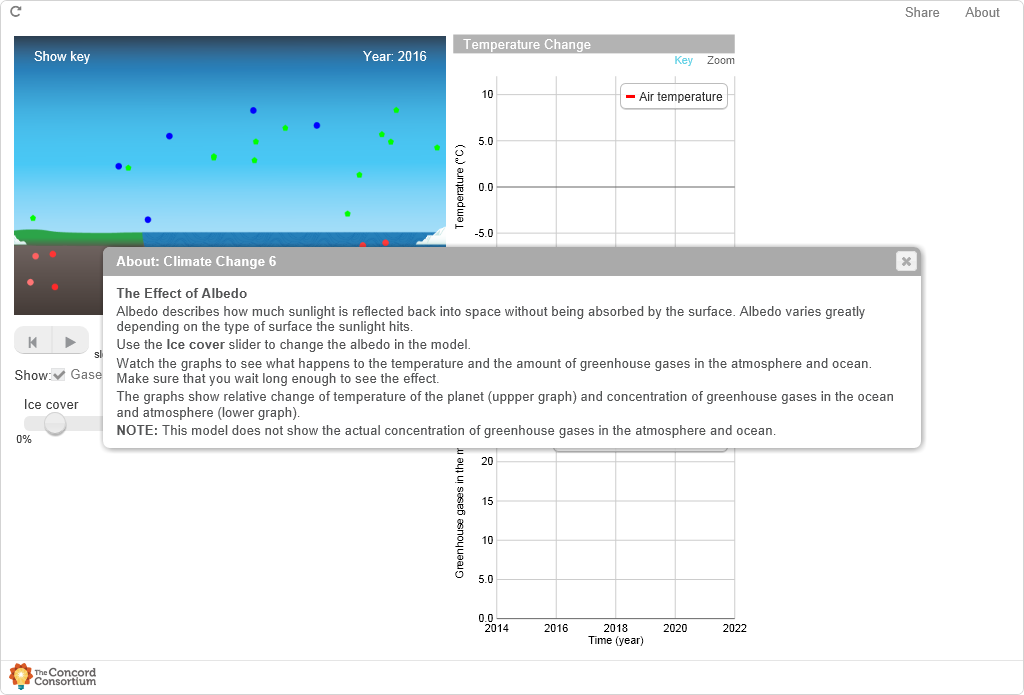 Share About
Show key Year: 2016
Temperature Change
Key Zoom
Air temperature
10
5.0
0.0
-5.0
Temperature (°C)
About: Climate Change 6
The Effect of Albedo
Albedo describes how much sunlight is reflected back into space without being absorbed by the surface. Albedo varies greatly
depending on the type of surface the sunlight hits.
Use the Ice cover slider to change the albedo in the model.
Watch the graphs to see what happens to the temperature and the amount of greenhouse gases in the atmosphere and ocean.
Make sure that you wait long enough to see the effect.
The graphs show relative change of temperature of the planet (uppper graph) and concentration of greenhouse gases in the ocean
and atmosphere (lower graph).
NOTE: This model does not show the actual concentration of greenhouse gases in the atmosphere and ocean.
Show: Gase
Ice cover
0%
Greenhouse gases in the
20
15
10
5.0
0.0
2014 2016 2018 2020 2022
Time (year)
The Concord
Consortium